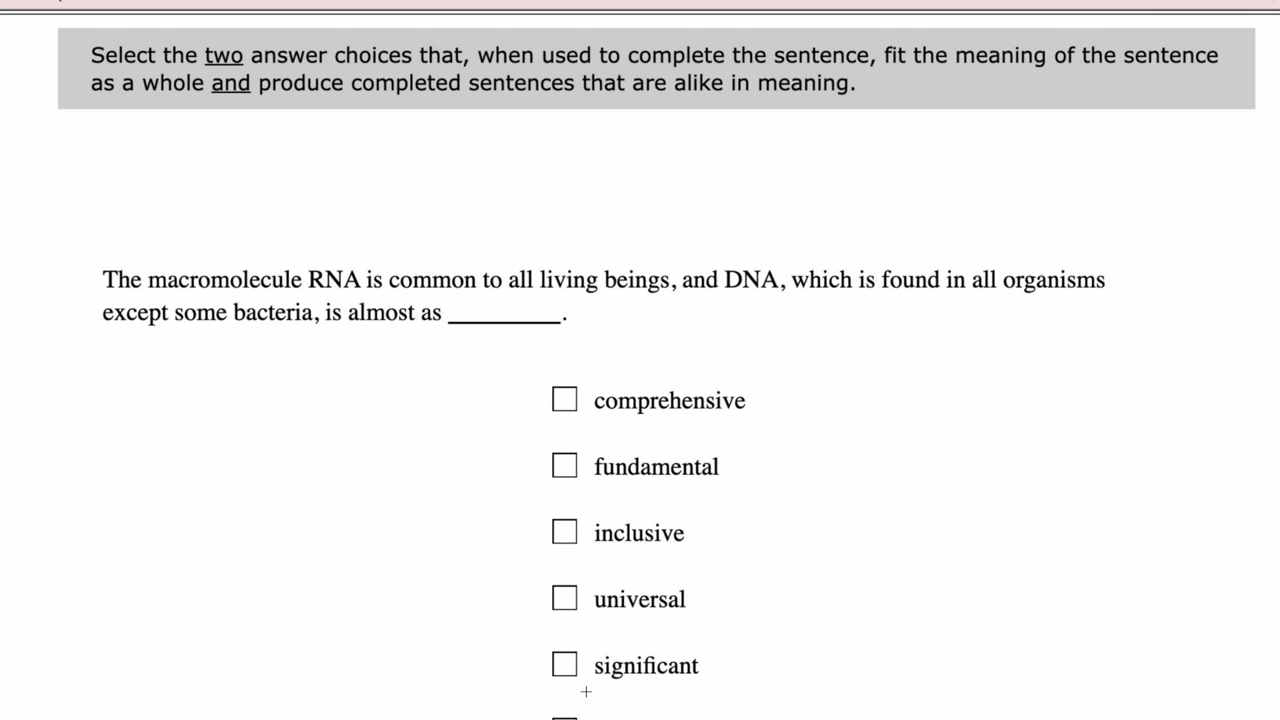 Select the two answer choices that, when used to complete the sentence, fit the meaning of the sentence
as a whole and produce completed sentences that are alike in meaning.
The macromolecule RNA is common to all living beings, and DNA, which is found in all organisms
except some bacteria, is almost as _________.
comprehensive
fundamental
inclusive
universal
significant